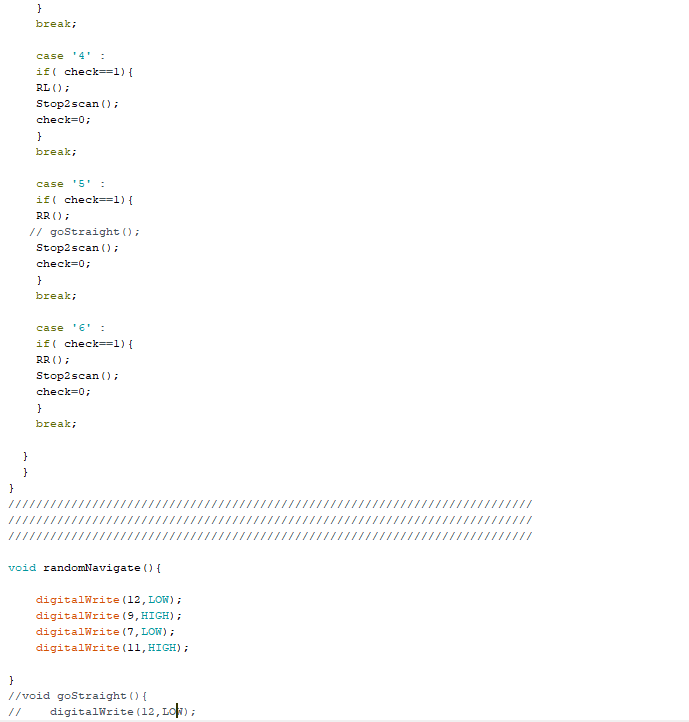 }
break;
case '4' :
if( check==1){
RL();
Stop2scan();
check=0;
}
break;
case '5' :
if( check==1){
RR();
// goStraight();
Stop2scan();
check=0;
}
break;
case '6' :
if( check==1){
RR();
Stop2scan();
check=0;
}
break;
}
}
}
///////////////////////////////////////////////////////////////////////////
///////////////////////////////////////////////////////////////////////////
///////////////////////////////////////////////////////////////////////////
void randomNavigate(){
digitalWrite(12,LOW);
digitalWrite(9,HIGH);
digitalWrite(7,LOW);
digitalWrite(11,HIGH);
}
//void goStraight(){
//    digitalWrite(12,LOW);